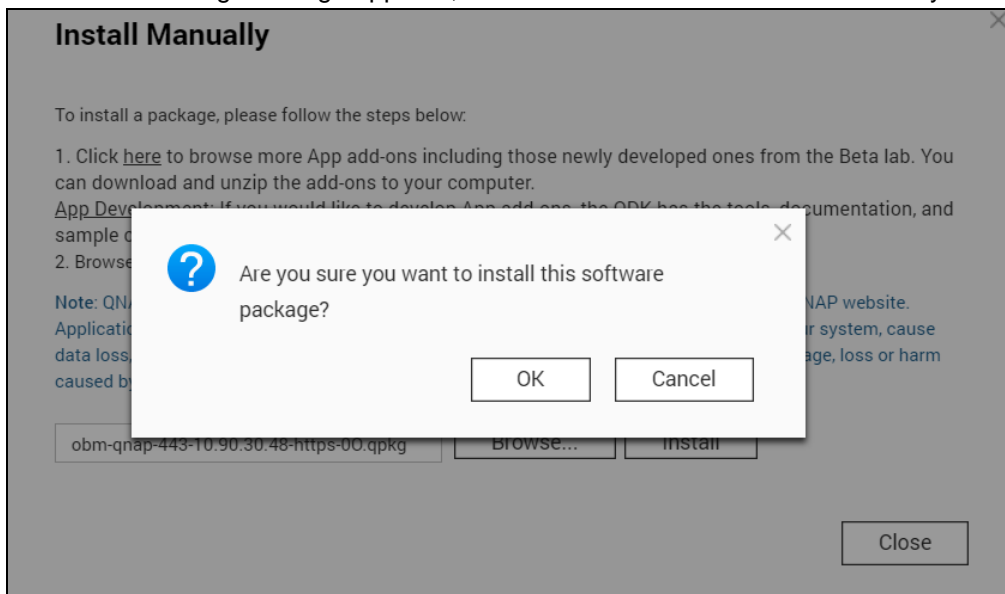 Install Manually
To install a package, please follow the steps below:
1. Click here to browse more App add-ons including those newly developed ones from the Beta lab. You
can download and unzip the add-ons to your computer.
App Development: If you would like to develop App add-ons, the QDK has the tools, documentation, and
sample
2. Browse
Are you sure you want to install this software
package?
Note: QNA
NAP website.
Applicatio
r system, cause
data loss,
age, loss or harm
caused by
OK Cancel
obm-qnap-443-10.90.30.48-https-0O.qpkg Browse... Install
Close